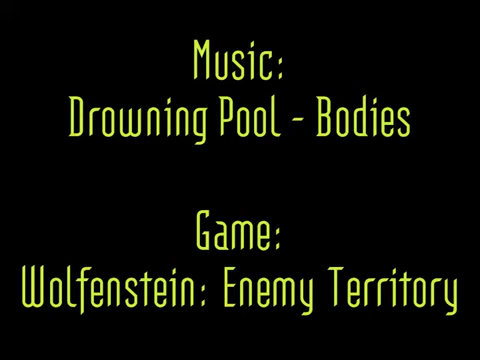 Music:
Drowning Pool - Bodies
Game:
Wolfenstein: Enemy Territory